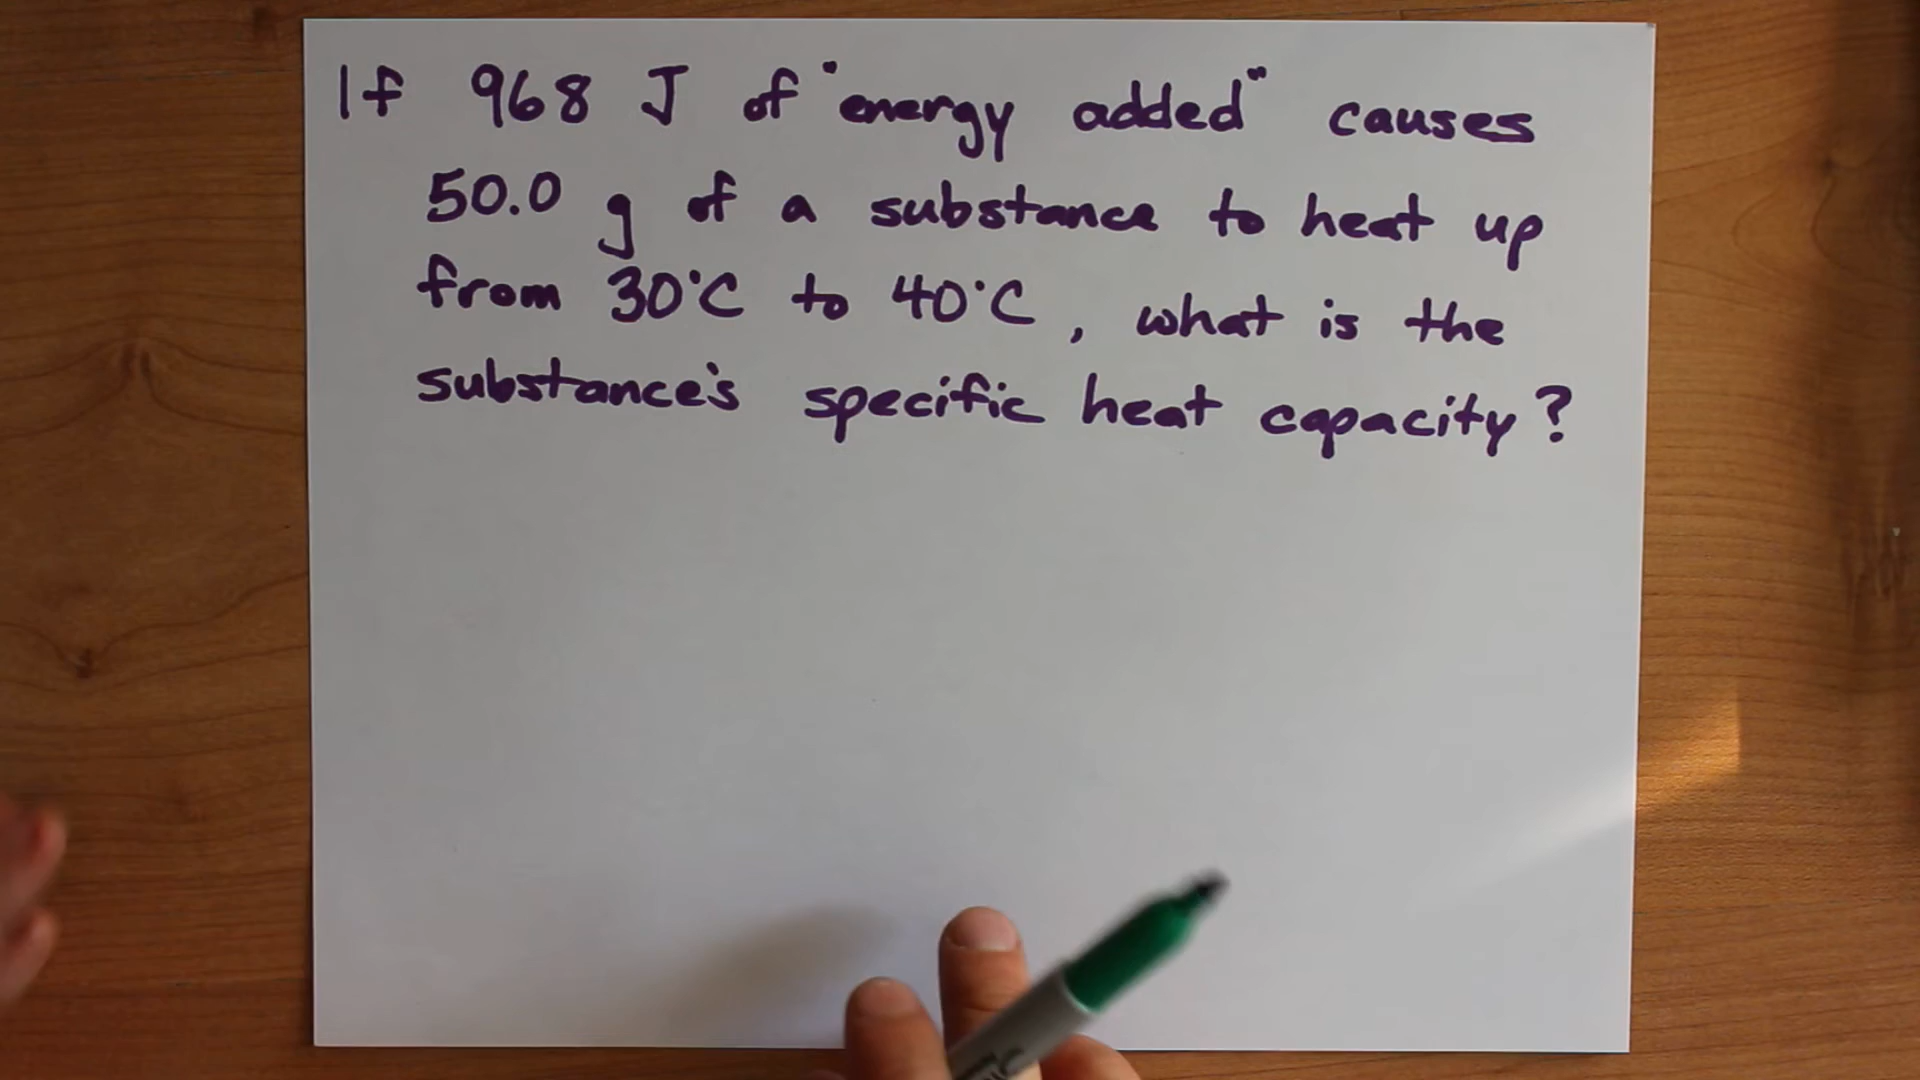 If 968 J of "energy added" causes
50.0 g of a substance to heat up
from 30°C to 40°C, what is the
substance's specific heat capacity?